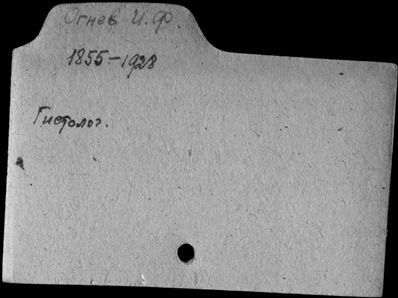 Огнев И.Ф.
1855-1928
Гистолог.